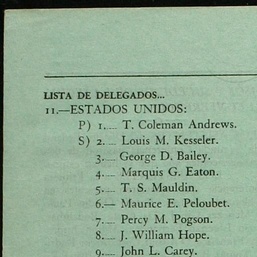 LISTA DE DELEGADOS...
11.—ESTADOS UNIDOS:
P) 1.— T. Coleman Andrews.
S) 2.— Louis M. Kesseler.
3.— George D. Bailey.
4.— Marquis G. Eaton.
5.— T. S. Mauldin.
6.— Maurice E. Peloubet.
7.— Percy M. Pogson.
8.— J. William Hope.
9.— John L. Carey.